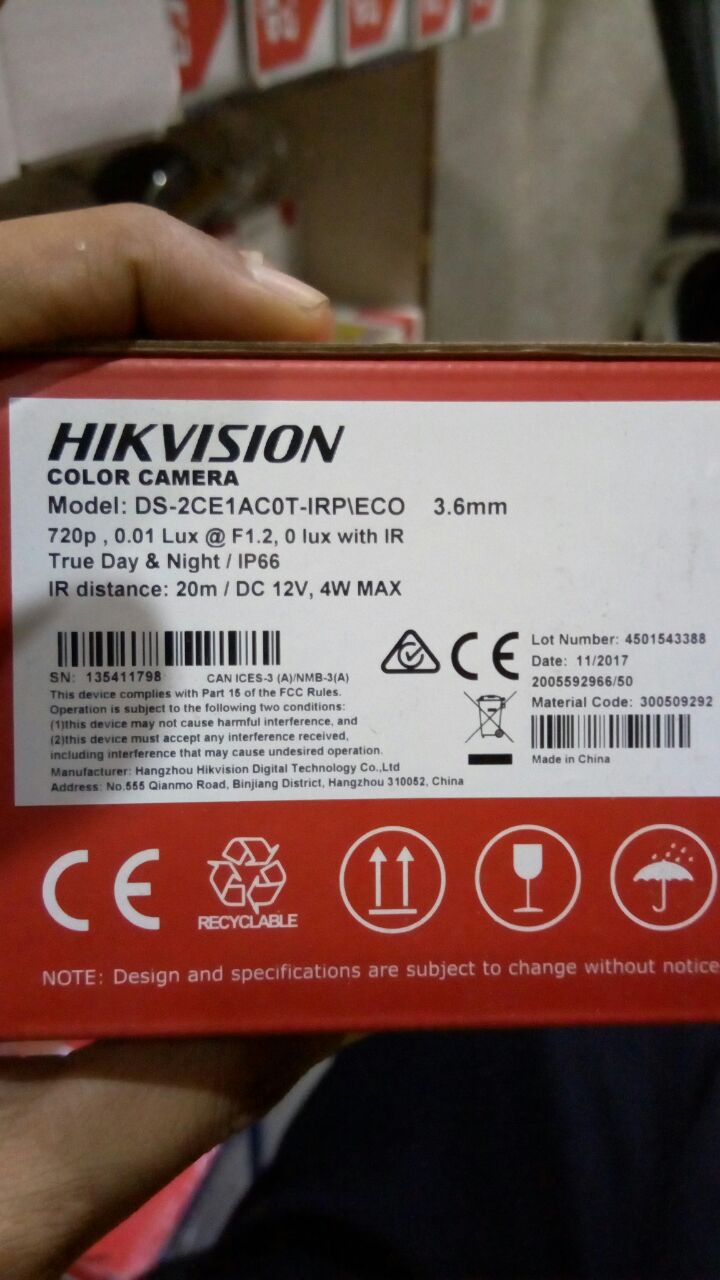 HIKVISION
COLOR CAMERA
Model: DS-2CE1AC0T-IRP\ECO 3.6mm
720p , 0.01 Lux @ F1.2, 0 lux with IR
True Day & Night / IP66
IR distance: 20m / DC 12V, 4W MAX
SN: 135411798 CAN ICES-3 (A)/NMB-3(A)
This device complies with Part 15 of the FCC Rules.
Operation is subject to the following two conditions:
(1)this device may not cause harmful interference, and
(2)this device must accept any interference received,
including interference that may cause undesired operation.
Manufacturer: Hangzhou Hikvision Digital Technology Co.,Ltd
Address: No.555 Qianmo Road, Binjiang District, Hangzhou 310052, China
CE
Lot Number: 4501543388
Date: 11/2017
2005592966/50
Material Code: 300509292
Made in China
CE
RECYCLABLE
NOTE: Design and specifications are subject to change without notice